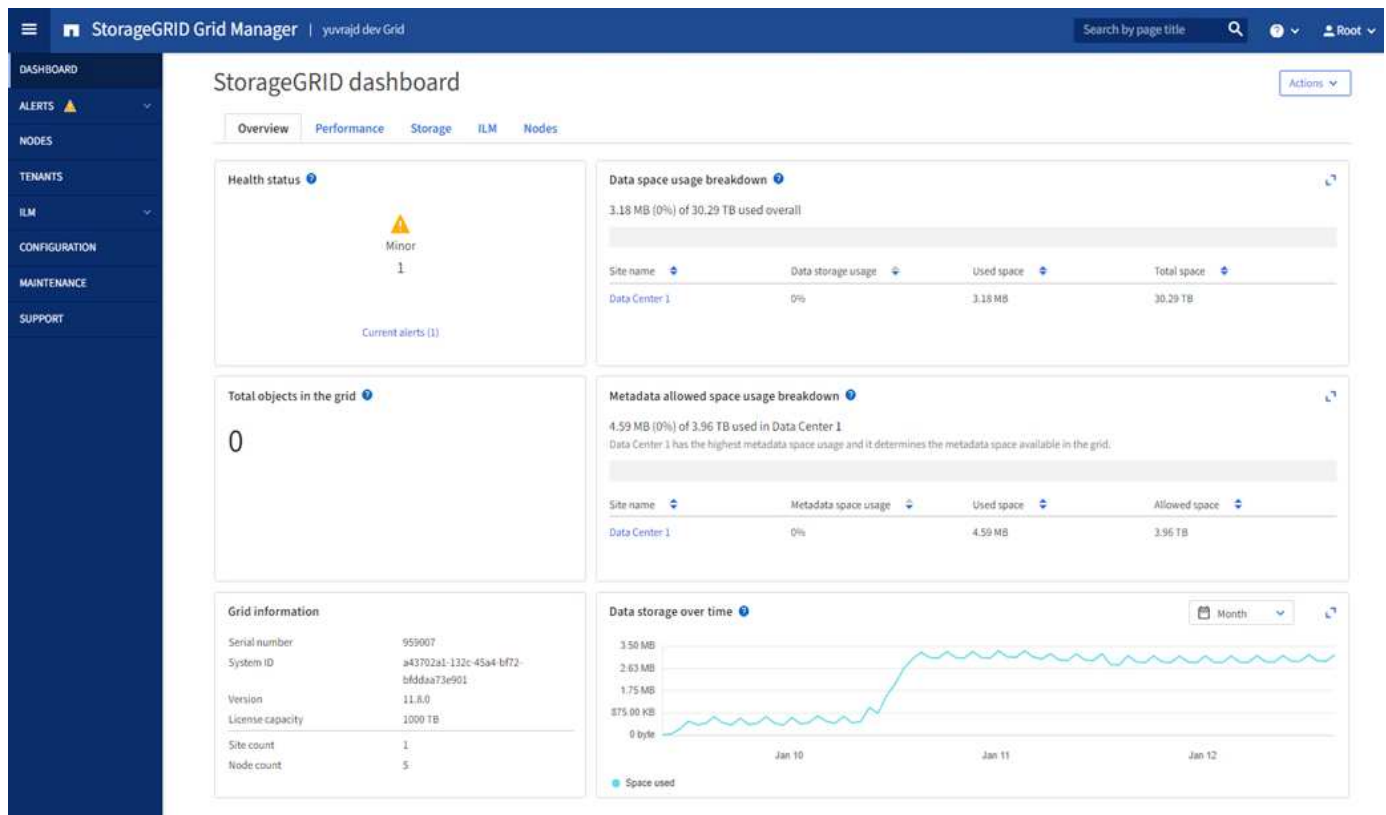 StorageGRID Grid Manager | yuvrajd dev Grid
Search by page title
Root
DASHBOARD
ALERTS
NODES
TENANTS
ILM
CONFIGURATION
MAINTENANCE
SUPPORT
StorageGRID dashboard
Actions
Overview Performance Storage ILM Nodes
Health status
Minor
1
Current alerts (1)
Data space usage breakdown
3.18 MB (0%) of 30.29 TB used overall
Site name Data storage usage Used space Total space
Data Center 1 0% 3.18 MB 30.29 TB
Total objects in the grid
0
Metadata allowed space usage breakdown
4.59 MB (0%) of 3.96 TB used in Data Center 1
Data Center 1 has the highest metadata space usage and it determines the metadata space available in the grid.
Site name Metadata space usage Used space Allowed space
Data Center 1 0% 4.59 MB 3.96 TB
Grid information
Serial number 959007
System ID a43702a1-132c-45a4-bf72-
bfddaa73e901
Version 11.8.0
License capacity 1000 TB
Site count 1
Node count 5
Data storage over time
Month
3.50 MB
2.63 MB
1.75 MB
875.00 KB
0 byte
Jan 10 Jan 11 Jan 12
Space used